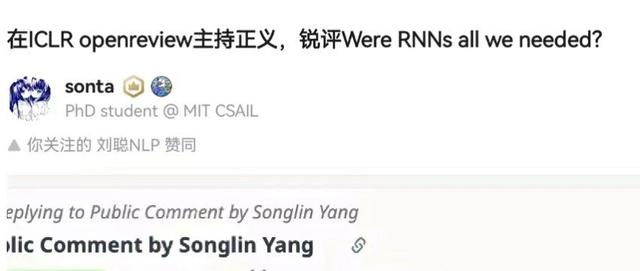 在ICLR openreview主持正义，锐评Were RNNs all we needed?
sonta
PhD student @ MIT CSAIL
你关注的 刘聪NLP 赞同
eplying to Public Comment by Songlin Yang
blic Comment by Songlin Yang